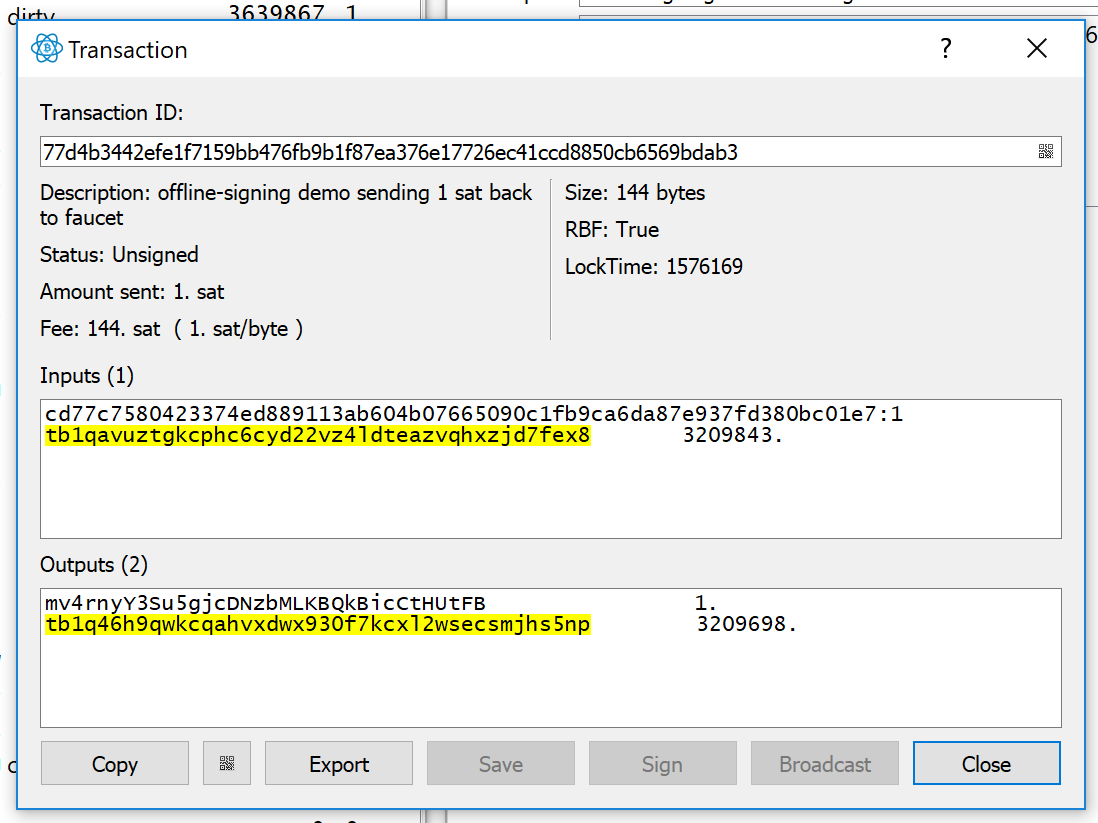 dirty 3639867 1
Transaction ? ×
Transaction ID:
77d4b3442efe1f7159bb476fb9b1f87ea376e17726ec41ccd8850cb6569bdab3
Description: offline-signing demo sending 1 sat back
to faucet
Status: Unsigned
Amount sent: 1. sat
Fee: 144. sat ( 1. sat/byte )
Size: 144 bytes
RBF: True
LockTime: 1576169
Inputs (1)
cd77c7580423374ed889113ab604b07665090c1fb9ca6da87e937fd380bc01e7:1
tb1qavuztgkcphc6cyd22vz4ldteazvqhxzjd7fex8 3209843.
Outputs (2)
mv4rnyY3Su5gjcDNzbMLKBQkBicCtHUtFB 1.
tb1q46h9qwkcqahvxdwx930f7kcxl2wsecsmjhs5np 3209698.
Copy Export Save Sign Broadcast Close